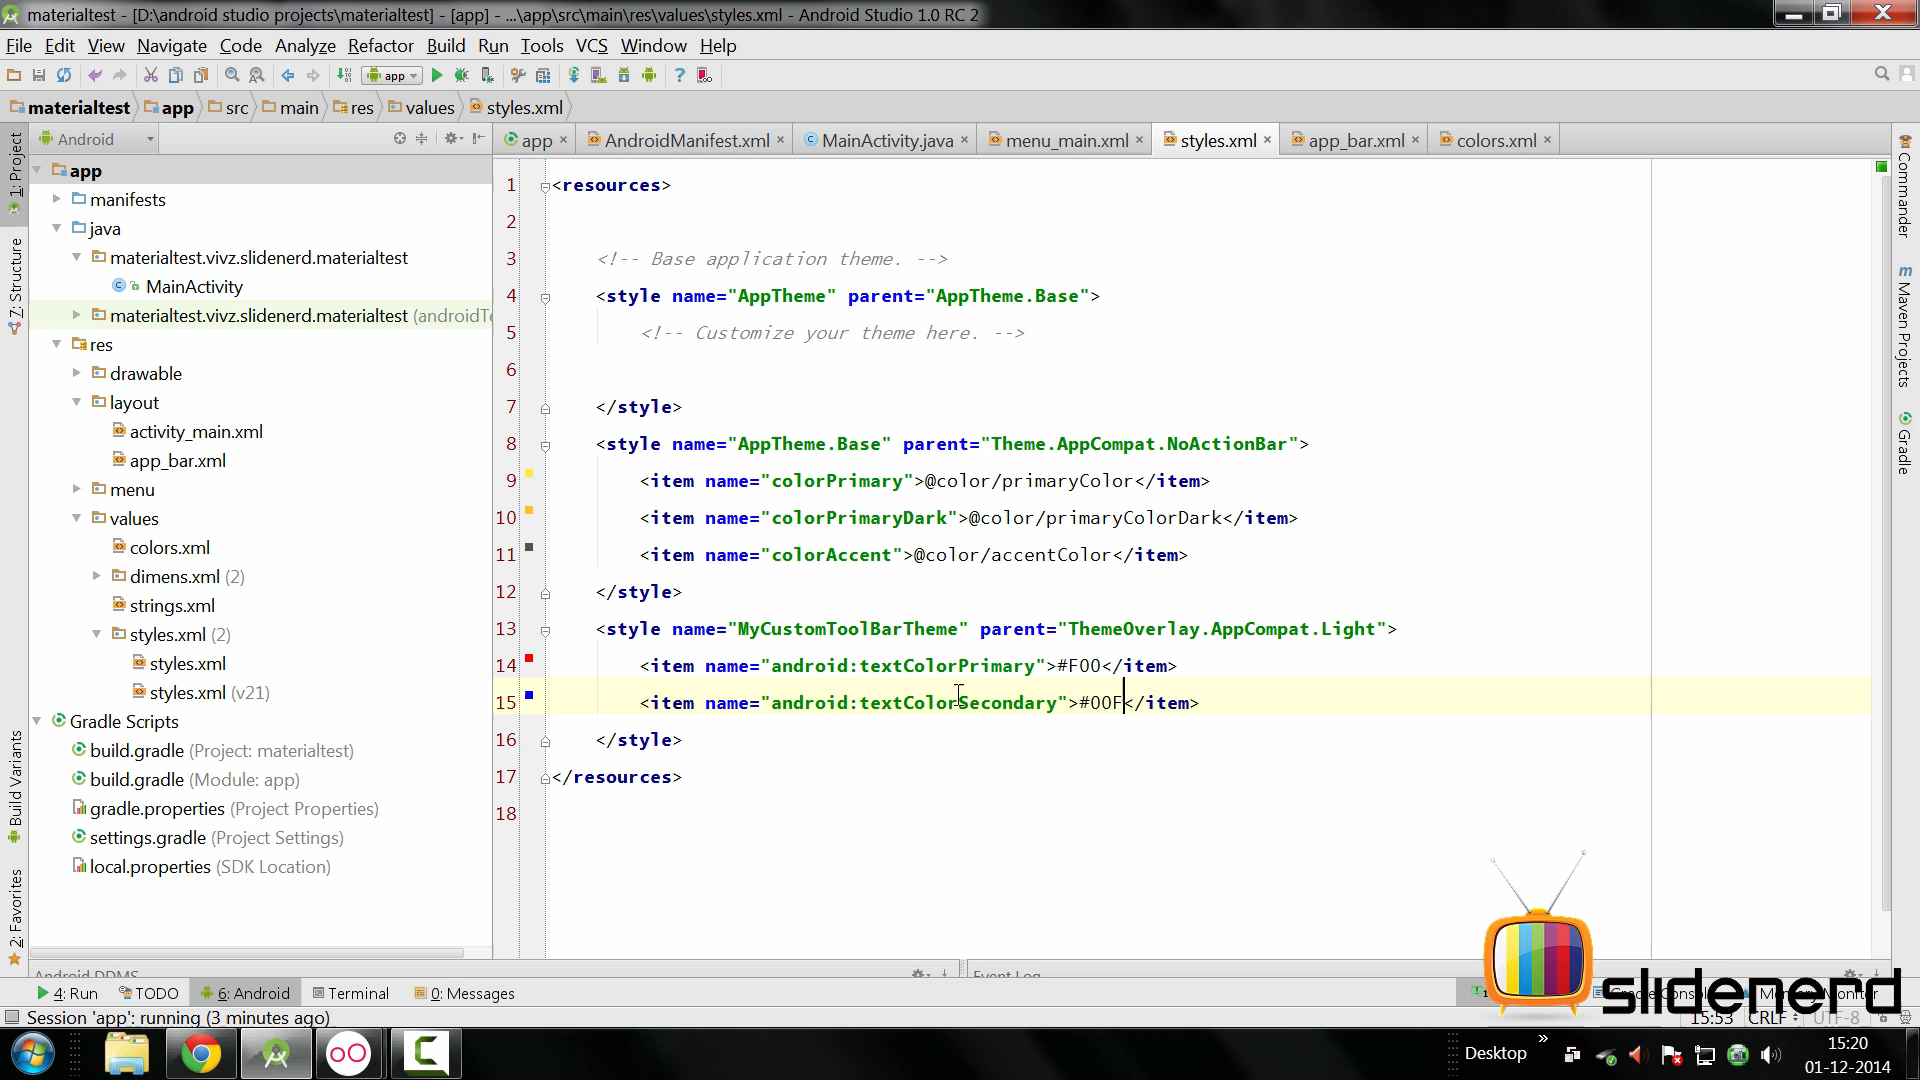 materialtest - [D:\android studio projects\materialtest] - [app] - ...\app\src\main\res\values\styles.xml - Android Studio 1.0 RC 2
File Edit View Navigate Code Analyze Refactor Build Run Tools VCS Window Help
app
materialtest app src main res values styles.xml
Android
app AndroidManifest.xml MainActivity.java menu_main.xml styles.xml app_bar.xml colors.xml
1: Project
Z: Structure
Build Variants
2: Favorites
app
manifests
java
materialtest.vivz.slidenerd.materialtest
MainActivity
materialtest.vivz.slidenerd.materialtest (androidTe
res
drawable
layout
activity_main.xml
app_bar.xml
menu
values
colors.xml
dimens.xml (2)
strings.xml
styles.xml (2)
styles.xml
styles.xml (v21)
Gradle Scripts
build.gradle (Project: materialtest)
build.gradle (Module: app)
gradle.properties (Project Properties)
settings.gradle (Project Settings)
local.properties (SDK Location)
1 <resources>
2
3 <!-- Base application theme. -->
4 <style name="AppTheme" parent="AppTheme.Base">
5 <!-- Customize your theme here. -->
6
7 </style>
8 <style name="AppTheme.Base" parent="Theme.AppCompat.NoActionBar">
9 <item name="colorPrimary">@color/primaryColor</item>
10 <item name="colorPrimaryDark">@color/primaryColorDark</item>
11 <item name="colorAccent">@color/accentColor</item>
12 </style>
13 <style name="MyCustomToolBarTheme" parent="ThemeOverlay.AppCompat.Light">
14 <item name="android:textColorPrimary">#F00</item>
15 <item name="android:textColorSecondary">#00F</item>
16 </style>
17 </resources>
18
Commander
Maven Projects
Gradle
Android DDMS
Event Log
4: Run TODO 6: Android Terminal 0: Messages
slidenerd
Session 'app': running (3 minutes ago)
15:53 CRLF UTF-8
Desktop
15:20
01-12-2014